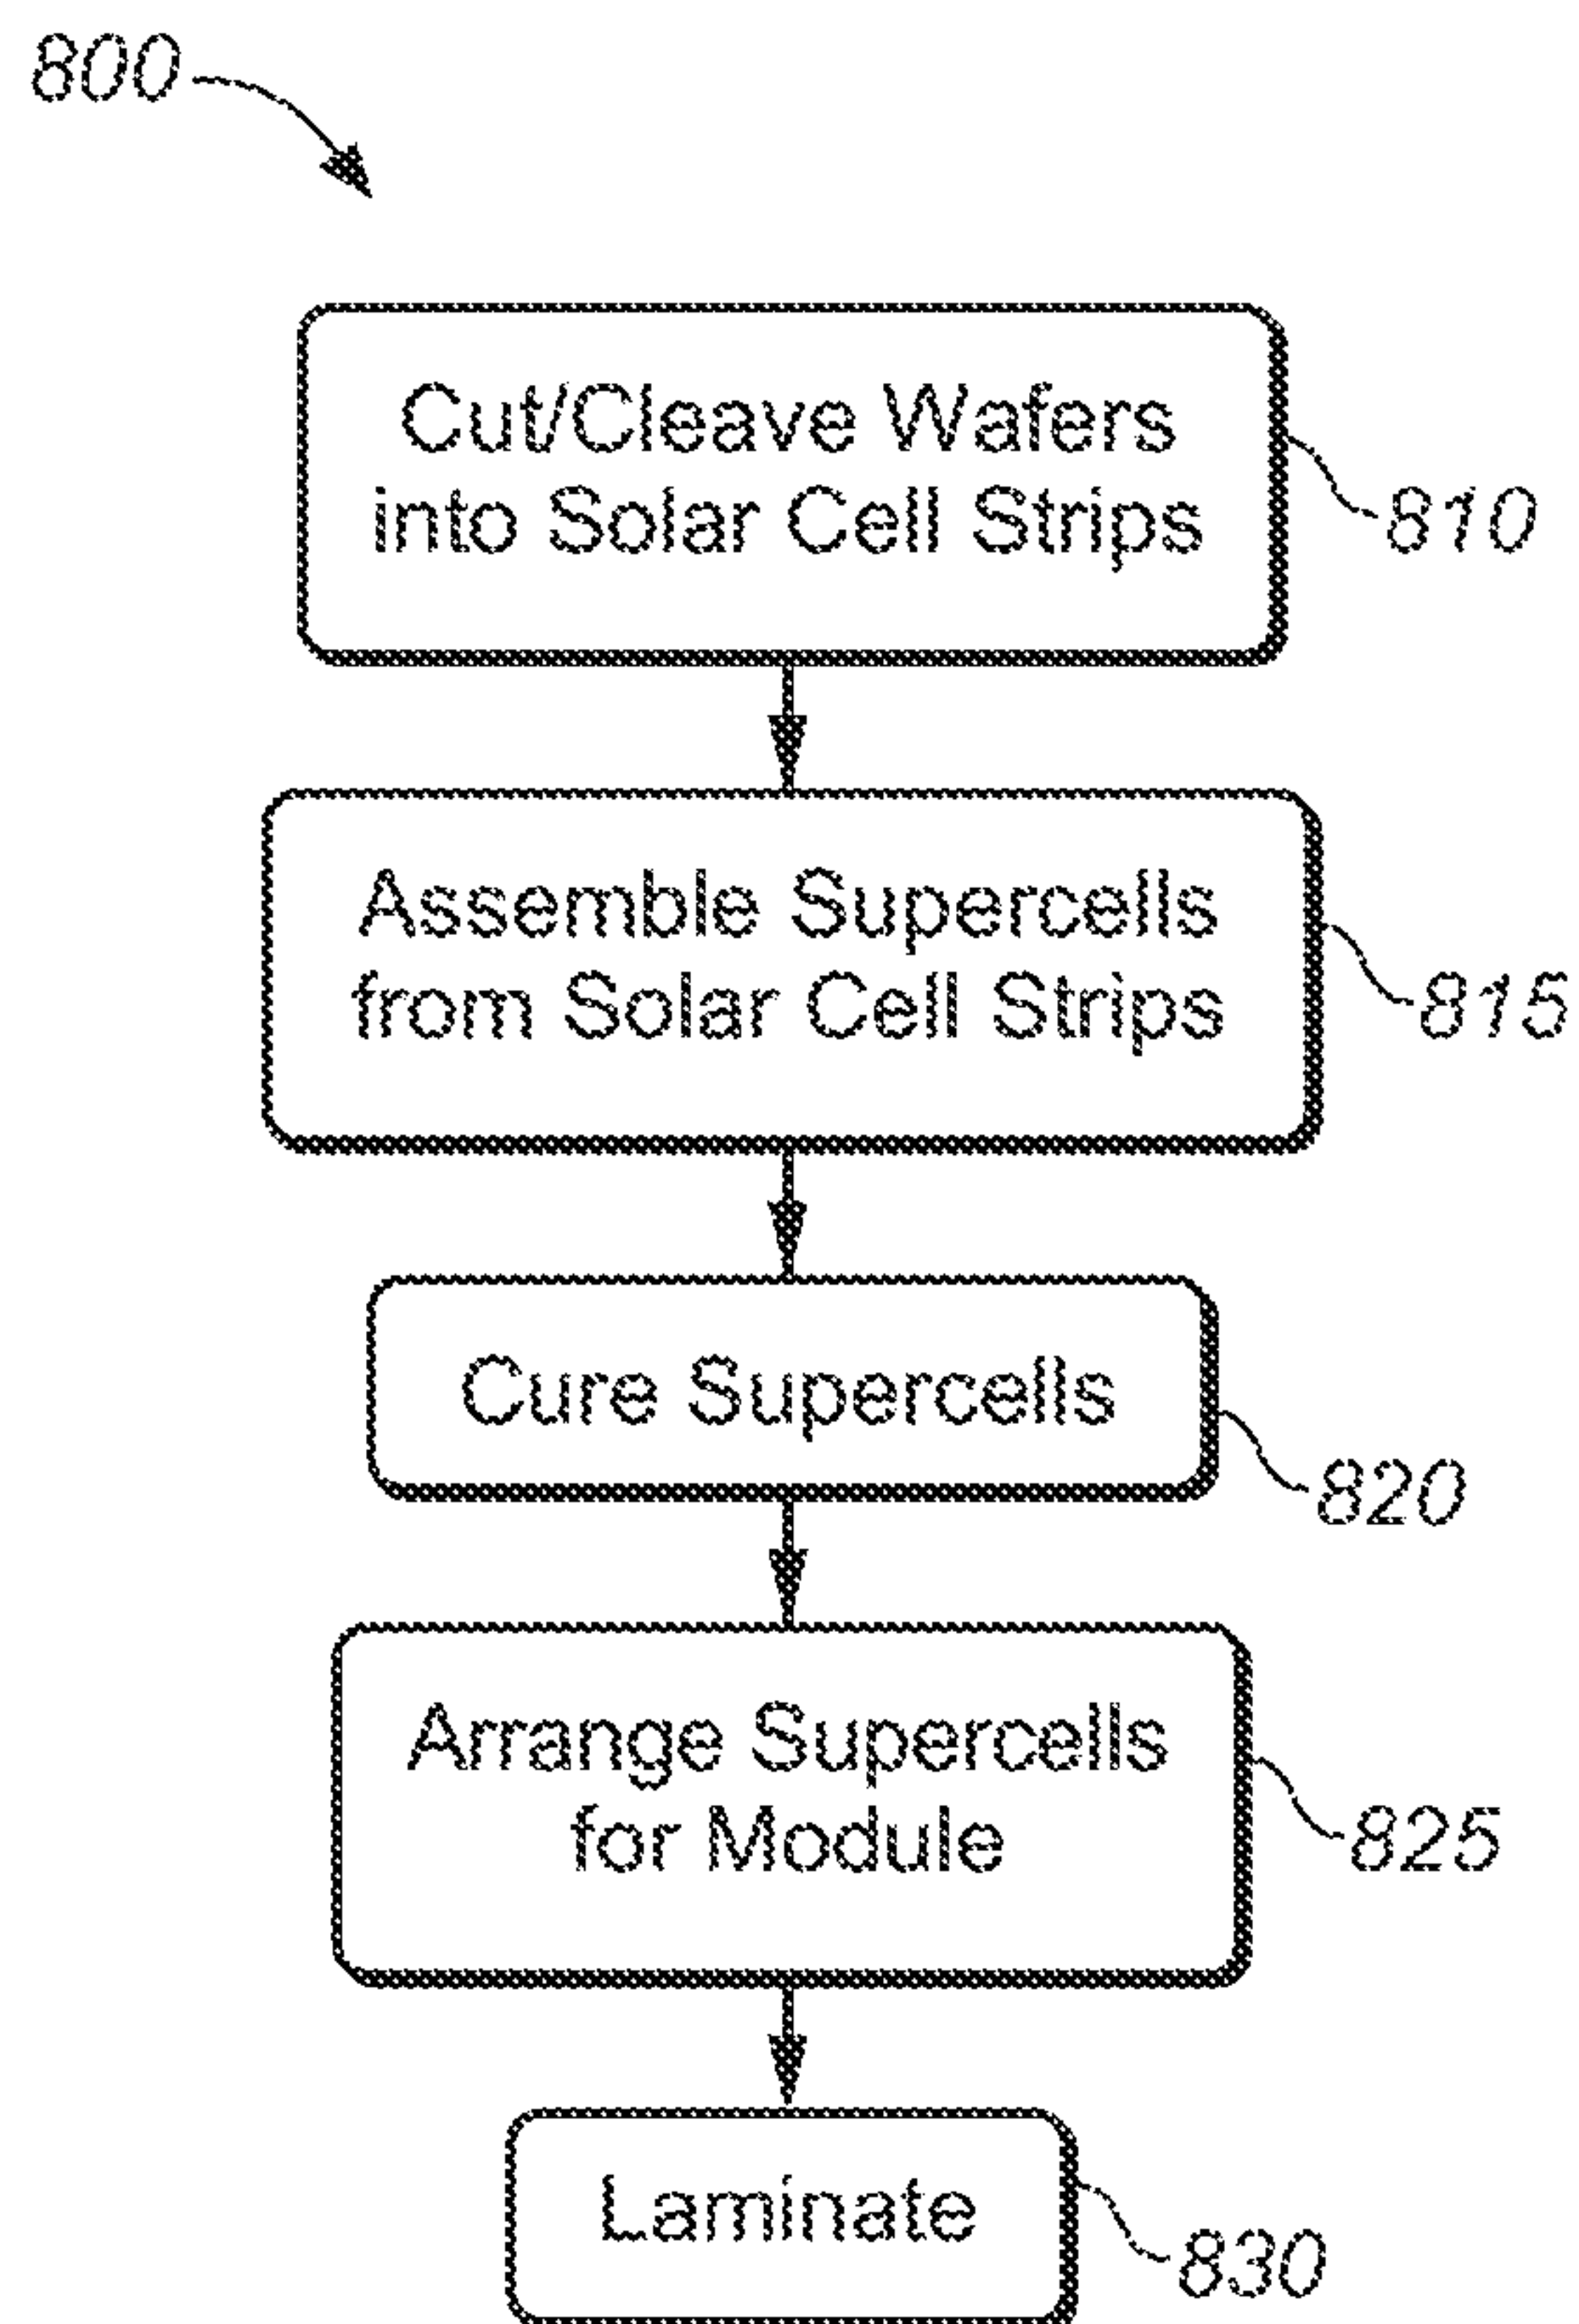 800
Cut/Cleave Wafers
into Solar Cell Strips
810
Assemble Supercells
from Solar Cell Strips
815
Cure Supercells
820
Arrange Supercells
for Module
825
Laminate
830